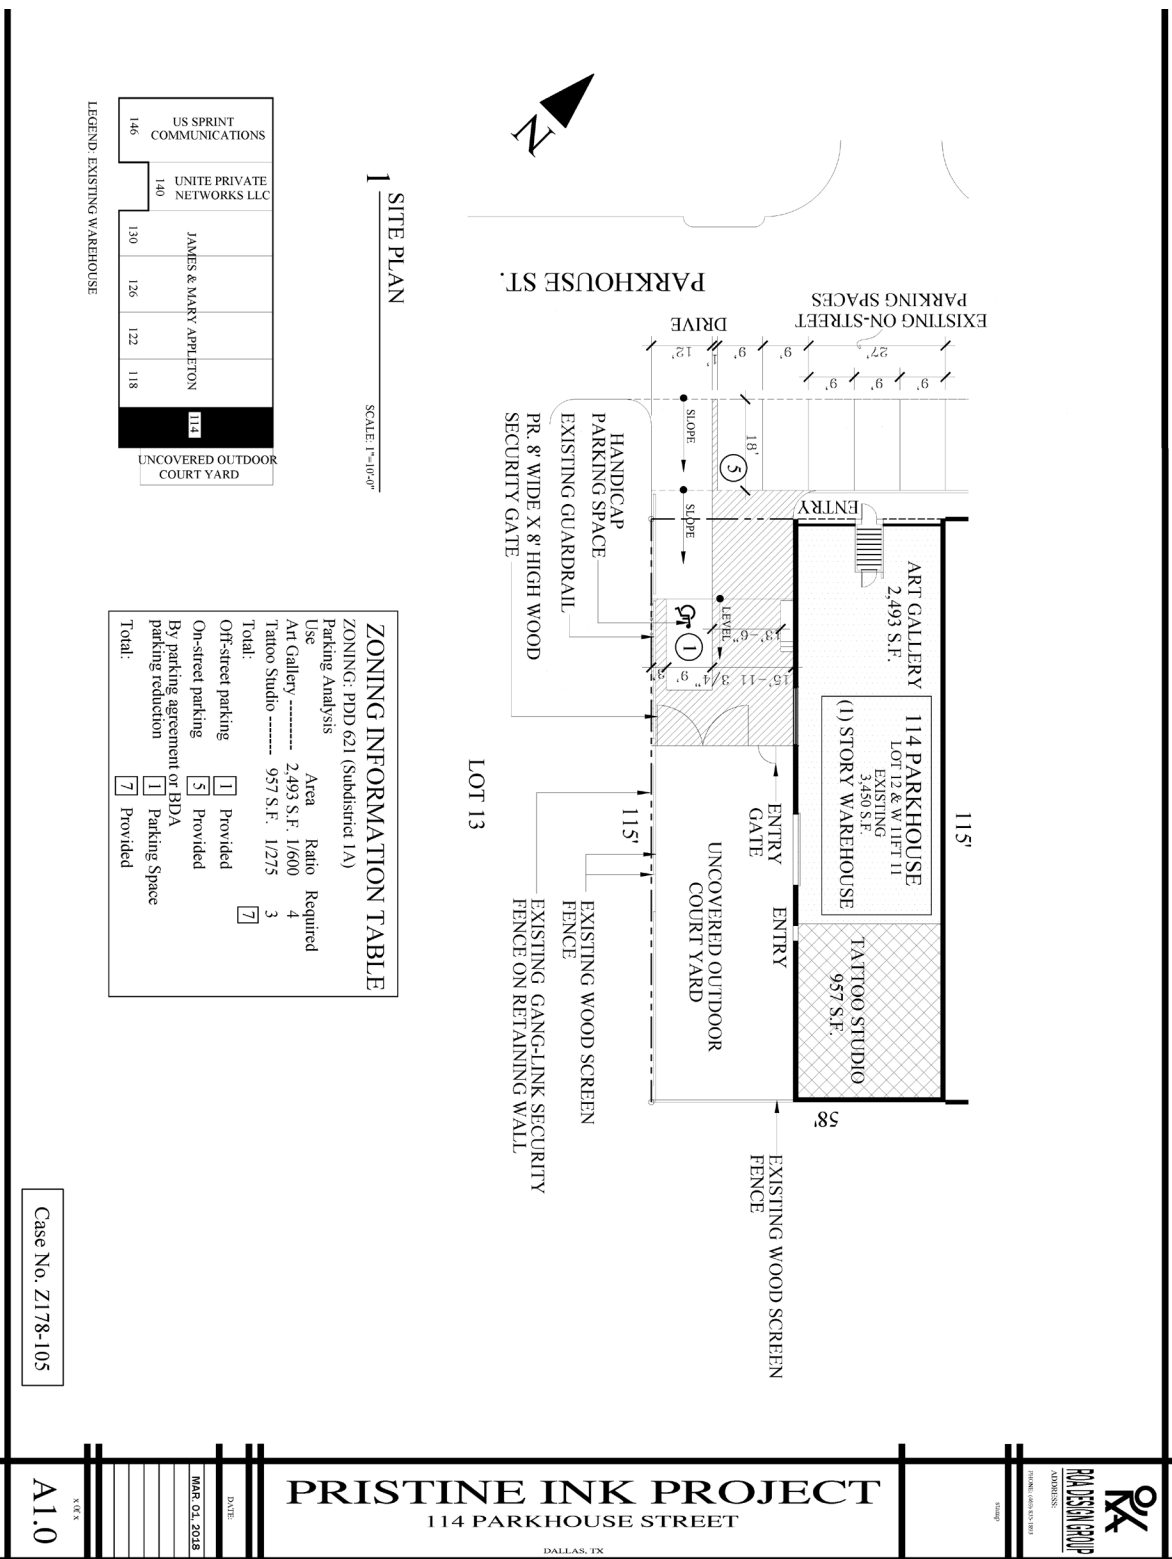 N
PARKHOUSE ST.
DRIVE
EXISTING ON-STREET
PARKING SPACES
12'
1'
9'
9'
27'
9'
9'
9'
18'
5
SLOPE
SLOPE
LEVEL
ENTRY
13'-6"
15'-11 3/4"
9'
3'
1
HANDICAP
PARKING SPACE
EXISTING GUARDRAIL
PR. 8' WIDE X 8' HIGH WOOD
SECURITY GATE
ART GALLERY
2,493 S.F.
114 PARKHOUSE
LOT 12 & W 11FT 11
EXISTING
3,450 S.F.
(1) STORY WAREHOUSE
115'
TATTOO STUDIO
957 S.F.
58'
ENTRY
GATE
ENTRY
UNCOVERED OUTDOOR
COURT YARD
115'
LOT 13
EXISTING WOOD SCREEN
FENCE
EXISTING WOOD SCREEN
FENCE
EXISTING GANG-LINK SECURITY
FENCE ON RETAINING WALL
1
SITE PLAN
SCALE: 1"=10'-0"
US SPRINT
COMMUNICATIONS
146
UNITE PRIVATE
NETWORKS LLC
140
JAMES & MARY APPLETON
130
126
122
118
114
UNCOVERED OUTDOOR
COURT YARD
LEGEND: EXISTING WAREHOUSE
ZONING INFORMATION TABLE
ZONING: PDD 621 (Subdistrict 1A)
Parking Analysis
Use Area Ratio Required
Art Gallery --------- 2,493 S.F. 1/600 4
Tattoo Studio ------- 957 S.F. 1/275 3
Total: 7
Off-street parking 1 Provided
On-street parking 5 Provided
By parking agreement or BDA
parking reduction 1 Parking Space
Total: 7 Provided
Case No. Z178-105
ROA DESIGN GROUP
ADDRESS:
PHONE: (469) 835-1893
stamp
PRISTINE INK PROJECT
114 PARKHOUSE STREET
DALLAS, TX
DATE:
MAR. 01, 2018
x of x
A1.0